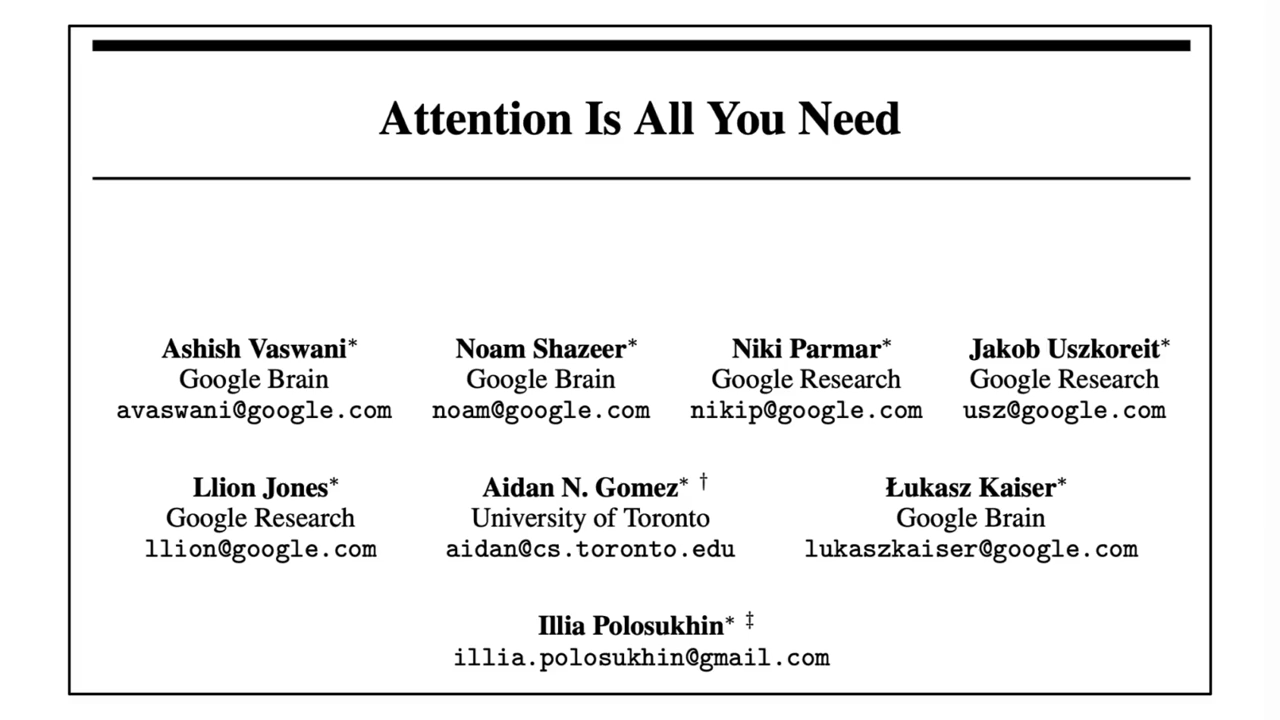 Attention Is All You Need
Ashish Vaswani* Noam Shazeer* Niki Parmar* Jakob Uszkoreit*
Google Brain Google Brain Google Research Google Research
avaswani@google.com noam@google.com nikip@google.com usz@google.com
Llion Jones* Aidan N. Gomez* † Łukasz Kaiser*
Google Research University of Toronto Google Brain
llion@google.com aidan@cs.toronto.edu lukaszkaiser@google.com
Illia Polosukhin* ‡
illia.polosukhin@gmail.com